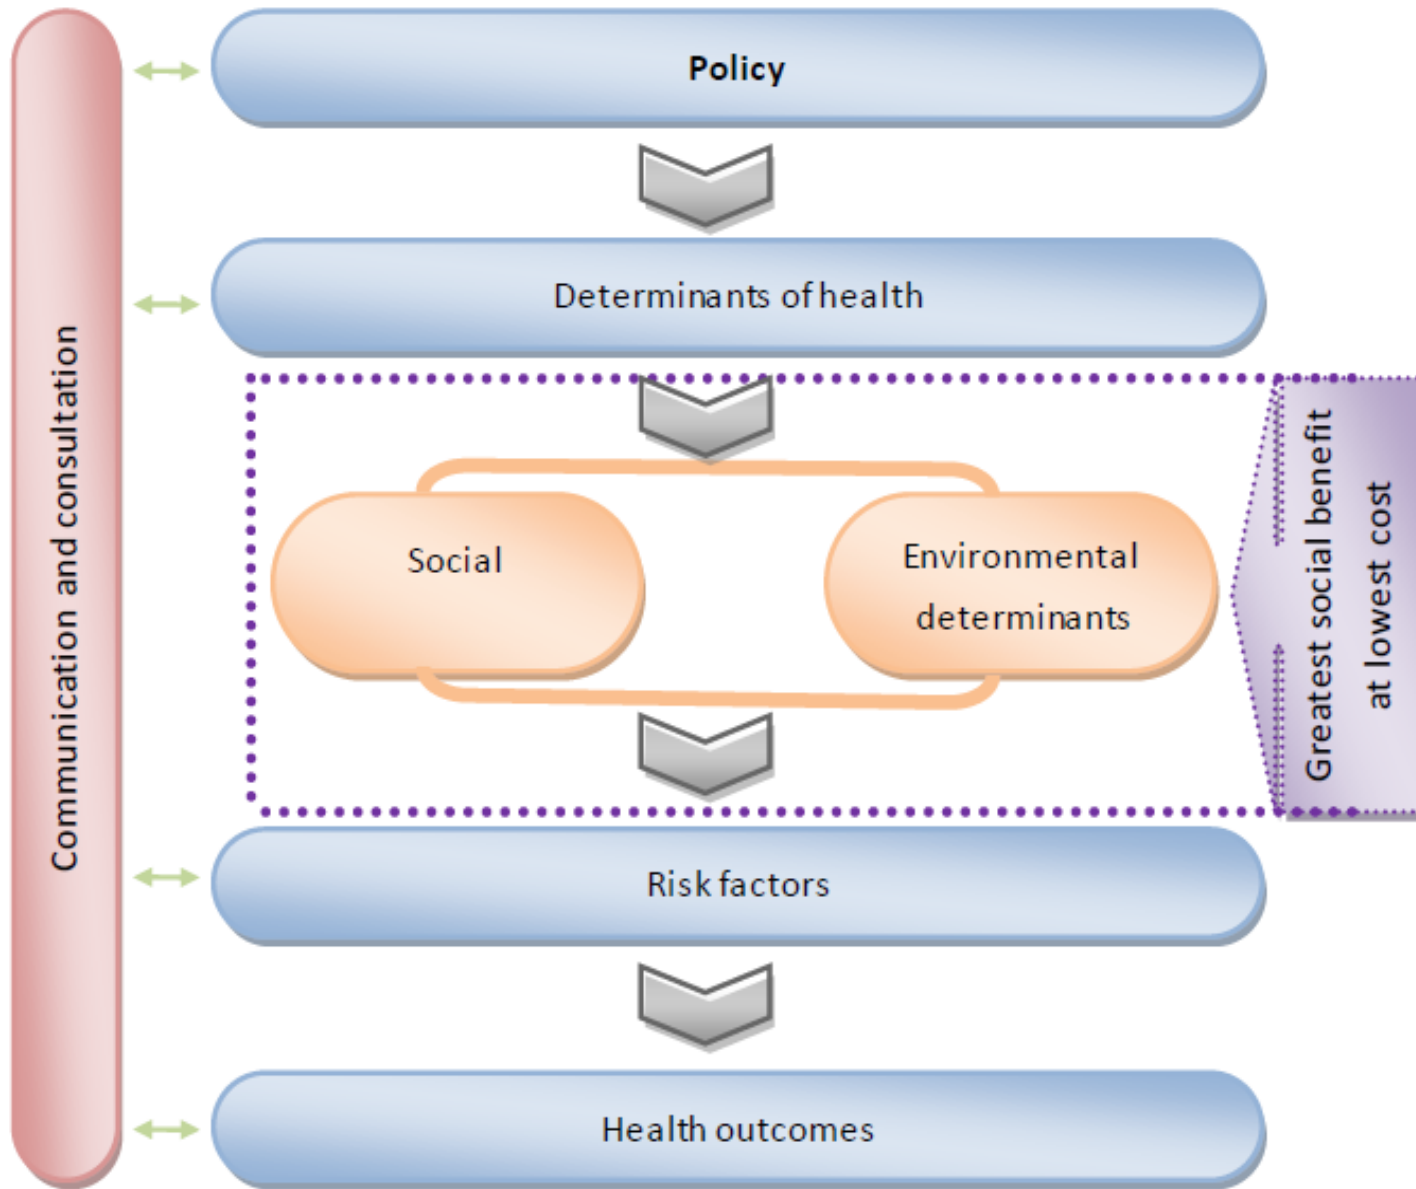 Policy
Determinants of health
Communication and consultation
Social
Environmental
determinants
Greatest social benefit
at lowest cost
Risk factors
Health outcomes